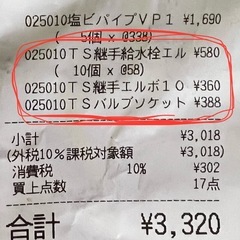 025010塩ビパイプVP1 ¥1,690
( 5個 x @338)
025010TS継手給水栓エル ¥580
( 10個 x @58)
025010TS継手エルボ10 ¥360
025010TSバルブソケット ¥388
小計 ¥3,018
(外税10%課税対象額 ¥3,018)
消費税 10% ¥302
買上点数 17点
合計 ¥3,320